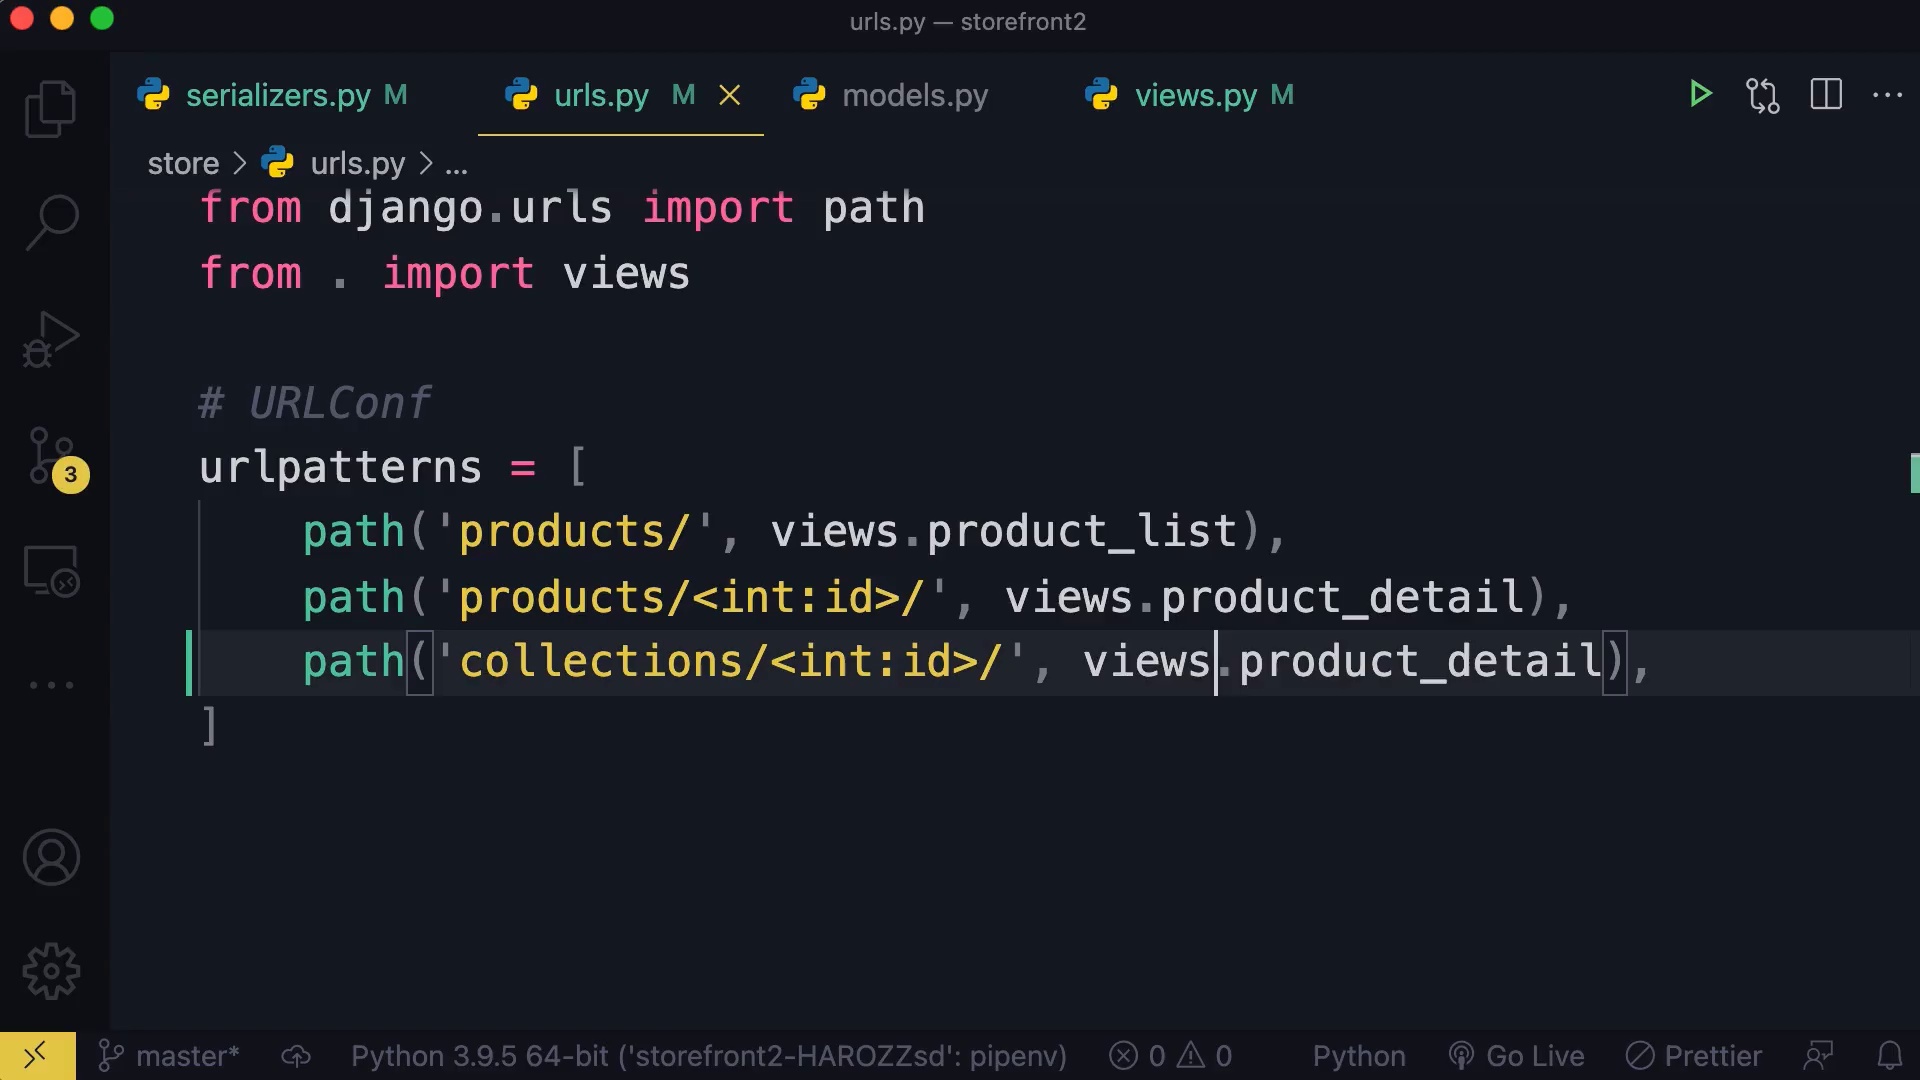 urls.py — storefront2
serializers.py M
urls.py M
models.py
views.py M
store > urls.py > ...
from django.urls import path
from . import views
# URLConf
urlpatterns = [
path('products/', views.product_list),
path('products/<int:id>/', views.product_detail),
path('collections/<int:id>/', views.product_detail),
]
3
master*
Python 3.9.5 64-bit ('storefront2-HAROZZsd': pipenv)
0
0
Python
Go Live
Prettier